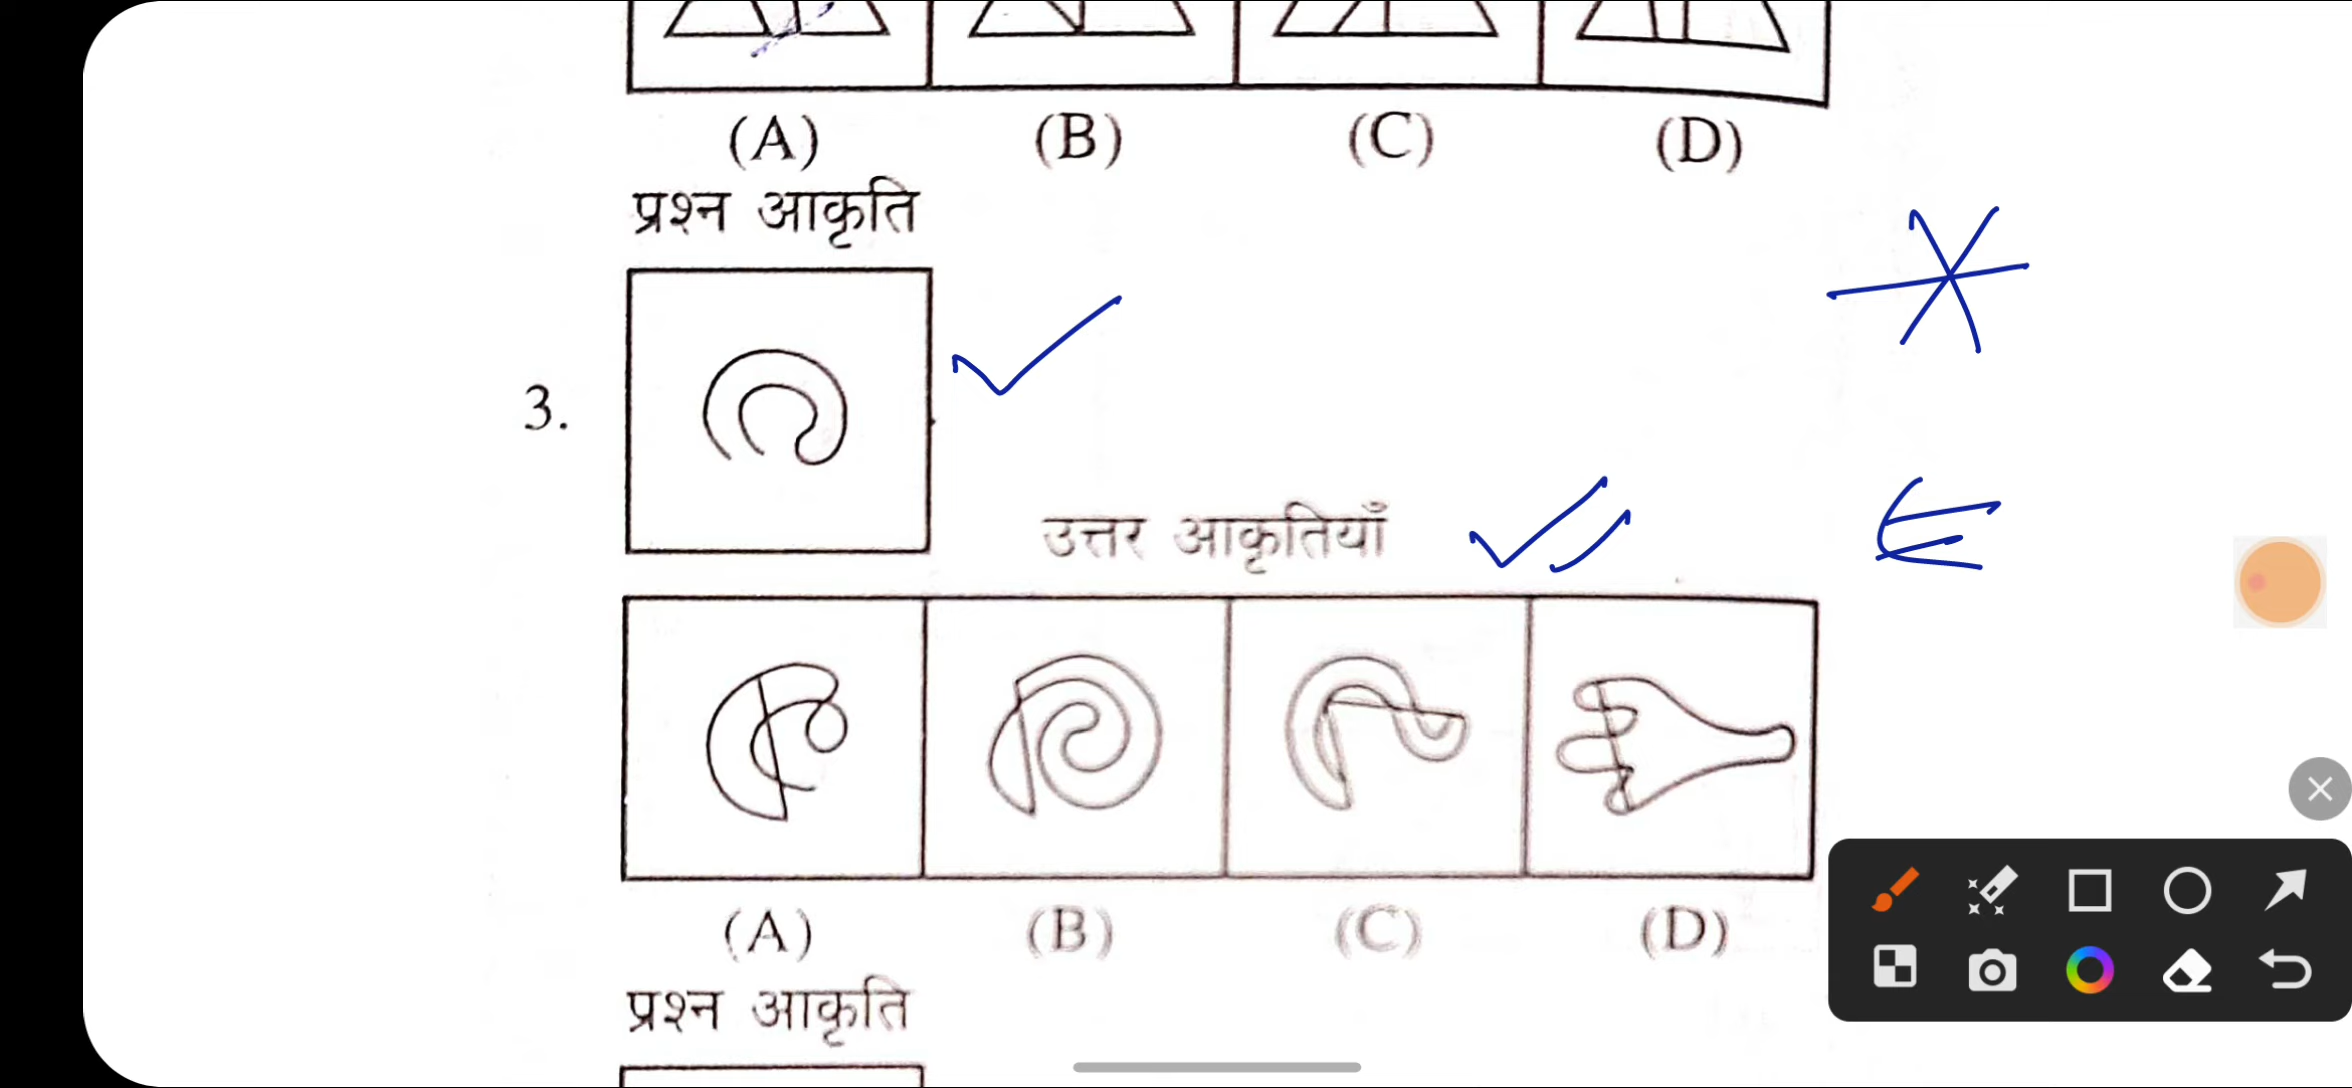 (A) (B) (C) (D)
प्रश्न आकृति
3.
उत्तर आकृतियाँ
(A) (B) (C) (D)
प्रश्न आकृति